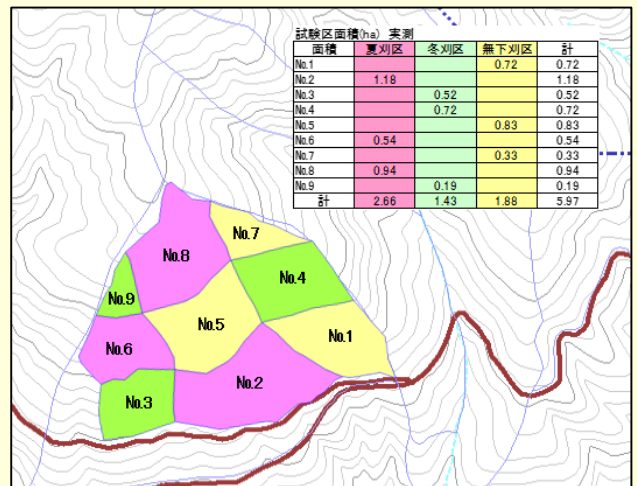 試験区面積(ha) 実測
面積 夏刈区 冬刈区 無下刈区 計
No.1 0.72 0.72
No.2 1.18 1.18
No.3 0.52 0.52
No.4 0.72 0.72
No.5 0.83 0.83
No.6 0.54 0.54
No.7 0.33 0.33
No.8 0.94 0.94
No.9 0.19 0.19
計 2.66 1.43 1.88 5.97
No.7
No.8
No.4
No.9
No.5
No.1
No.6
No.2
No.3